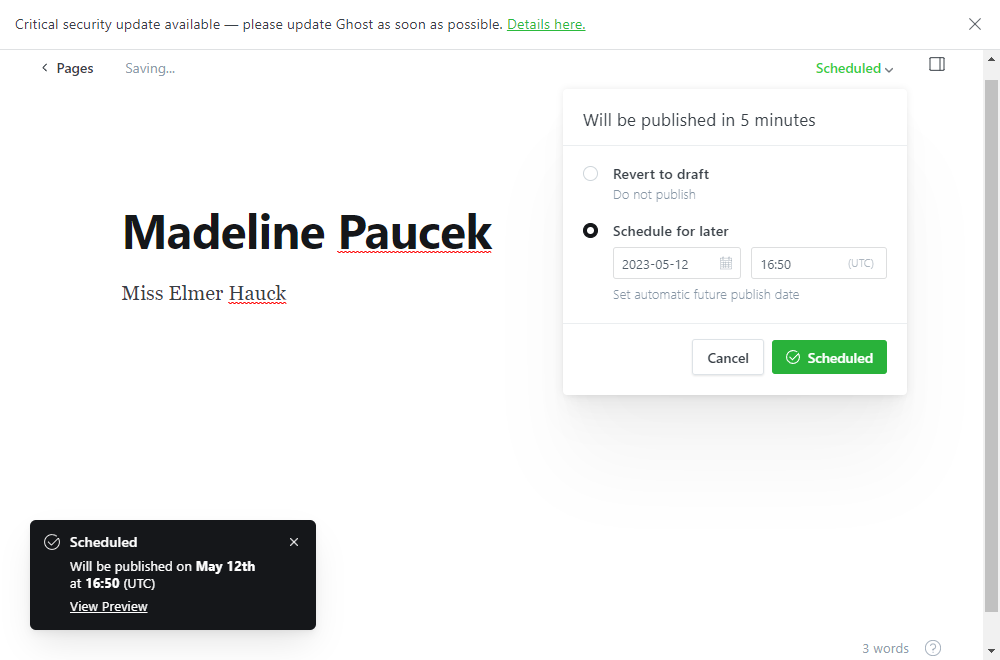 Critical security update available — please update Ghost as soon as possible. Details here.
Pages
Saving...
Scheduled
Will be published in 5 minutes
Revert to draft
Do not publish
Schedule for later
2023-05-12
16:50 (UTC)
Set automatic future publish date
Cancel
Scheduled
Madeline Paucek
Miss Elmer Hauck
Scheduled
Will be published on May 12th
at 16:50 (UTC)
View Preview
3 words
?